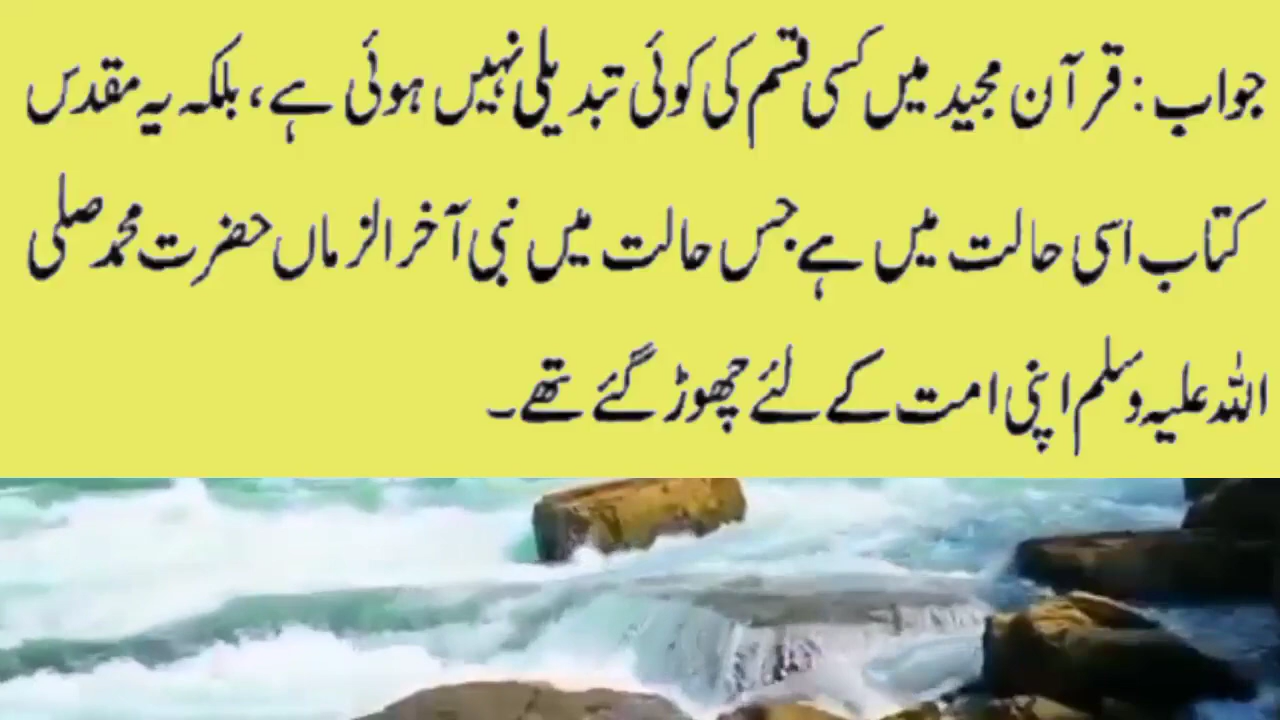 جواب: قرآن مجید میں کسی قسم کی کوئی تبدیلی نہیں ہوئی ہے، بلکہ یہ مقدس
کتاب اسی حالت میں ہے جس حالت میں نبی آخر الزماں حضرت محمد صلی
اللہ علیہ وسلم اپنی امت کے لئے چھوڑ گئے تھے۔